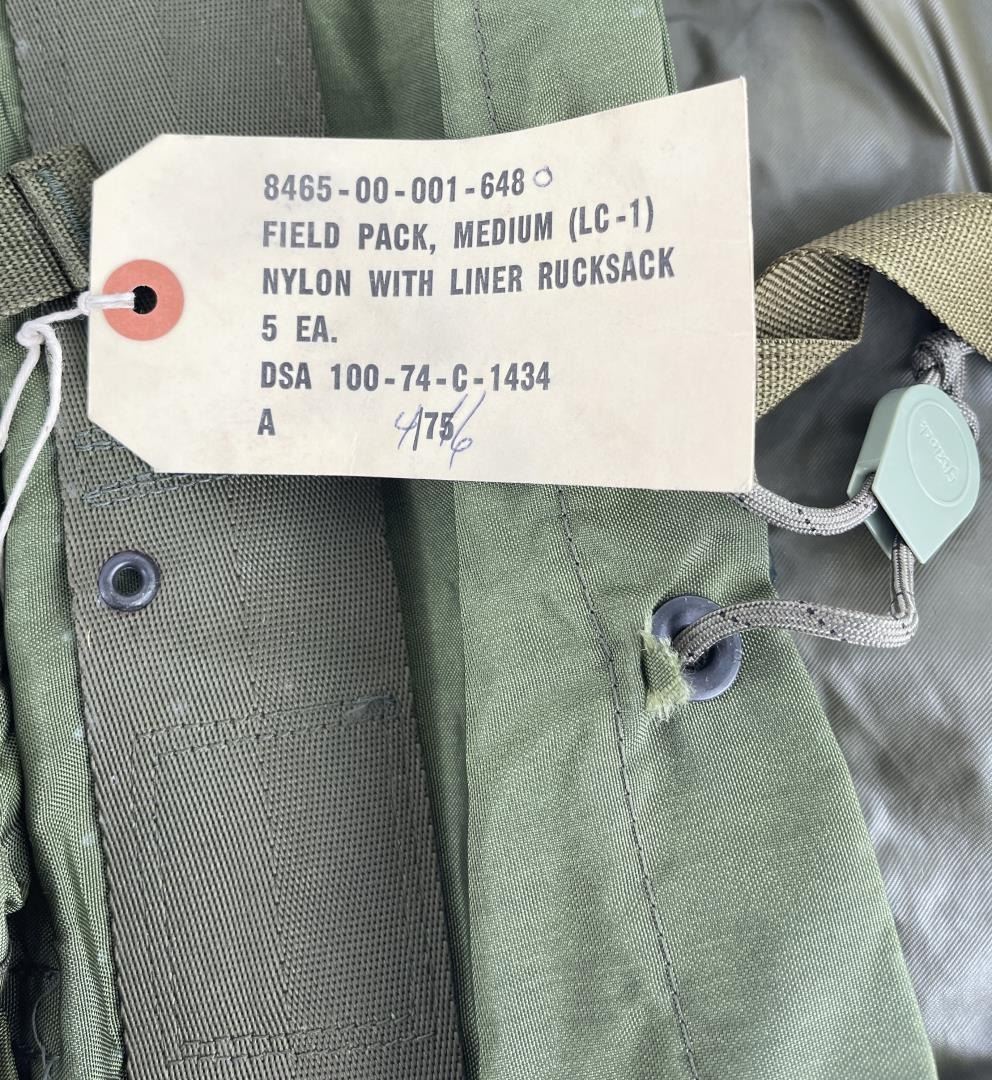 8465-00-001-6480
FIELD PACK, MEDIUM (LC-1)
NYLON WITH LINER RUCKSACK
5 EA.
DSA 100-74-C-1434
A 4/75